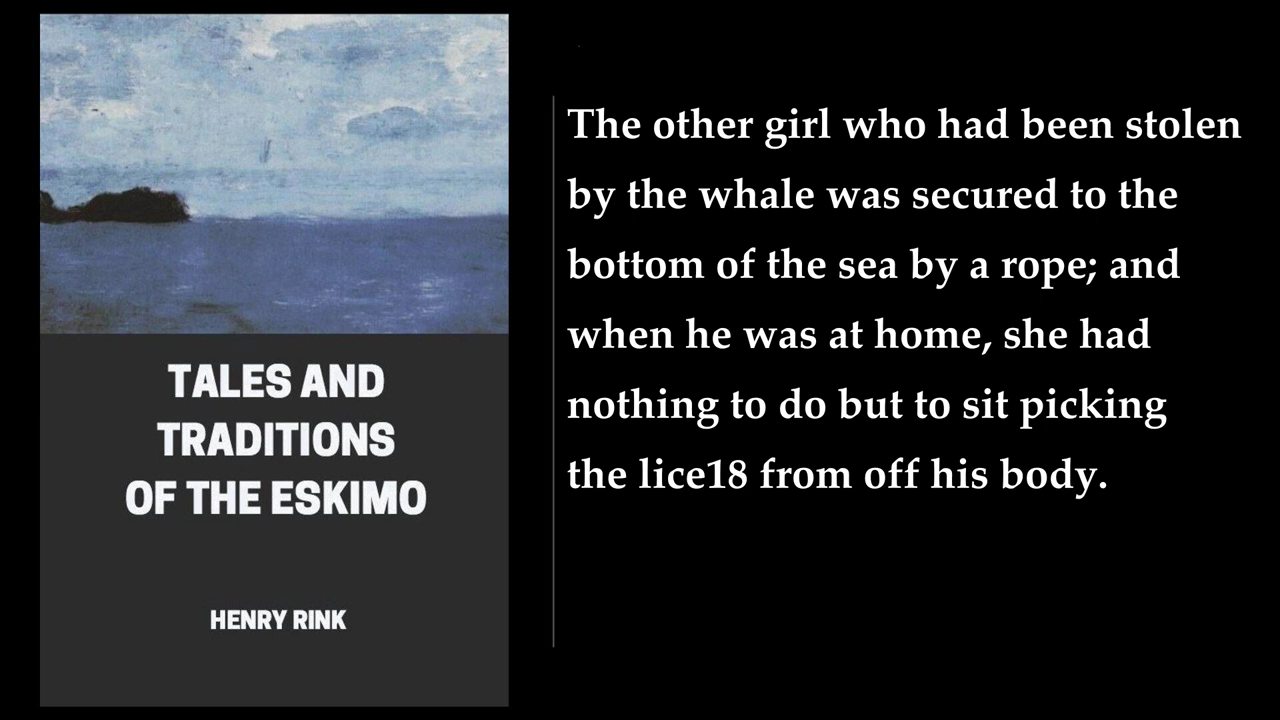 TALES AND
TRADITIONS
OF THE ESKIMO
HENRY RINK
The other girl who had been stolen
by the whale was secured to the
bottom of the sea by a rope; and
when he was at home, she had
nothing to do but to sit picking
the lice18 from off his body.